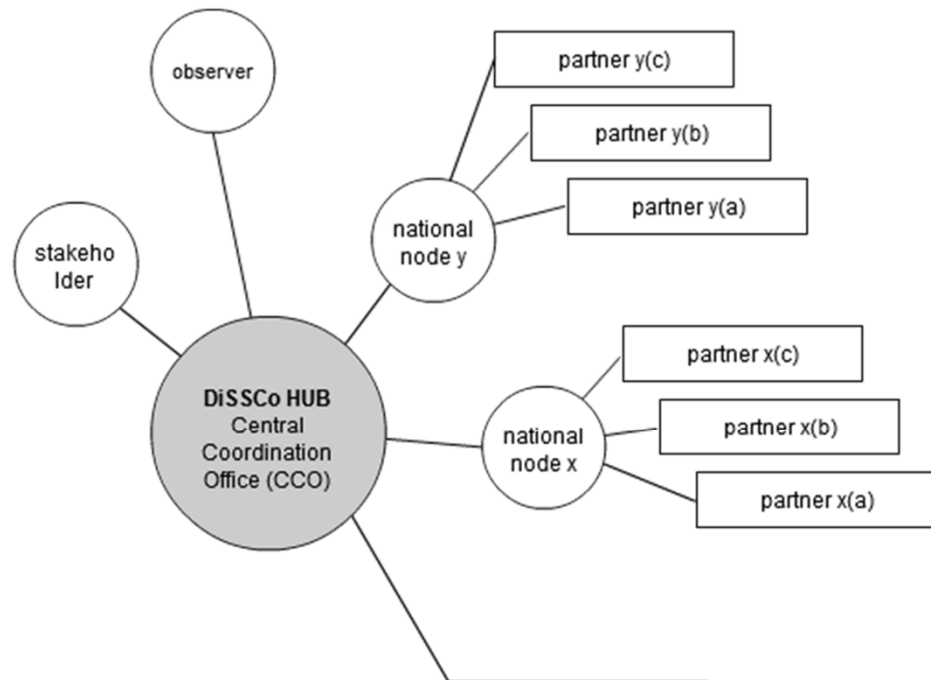 observer
partner y(c)
partner y(b)
partner y(a)
national
node y
stakeho
lder
partner x(c)
DiSSCo HUB
Central
Coordination
Office (CCO)
national
node x
partner x(b)
partner x(a)